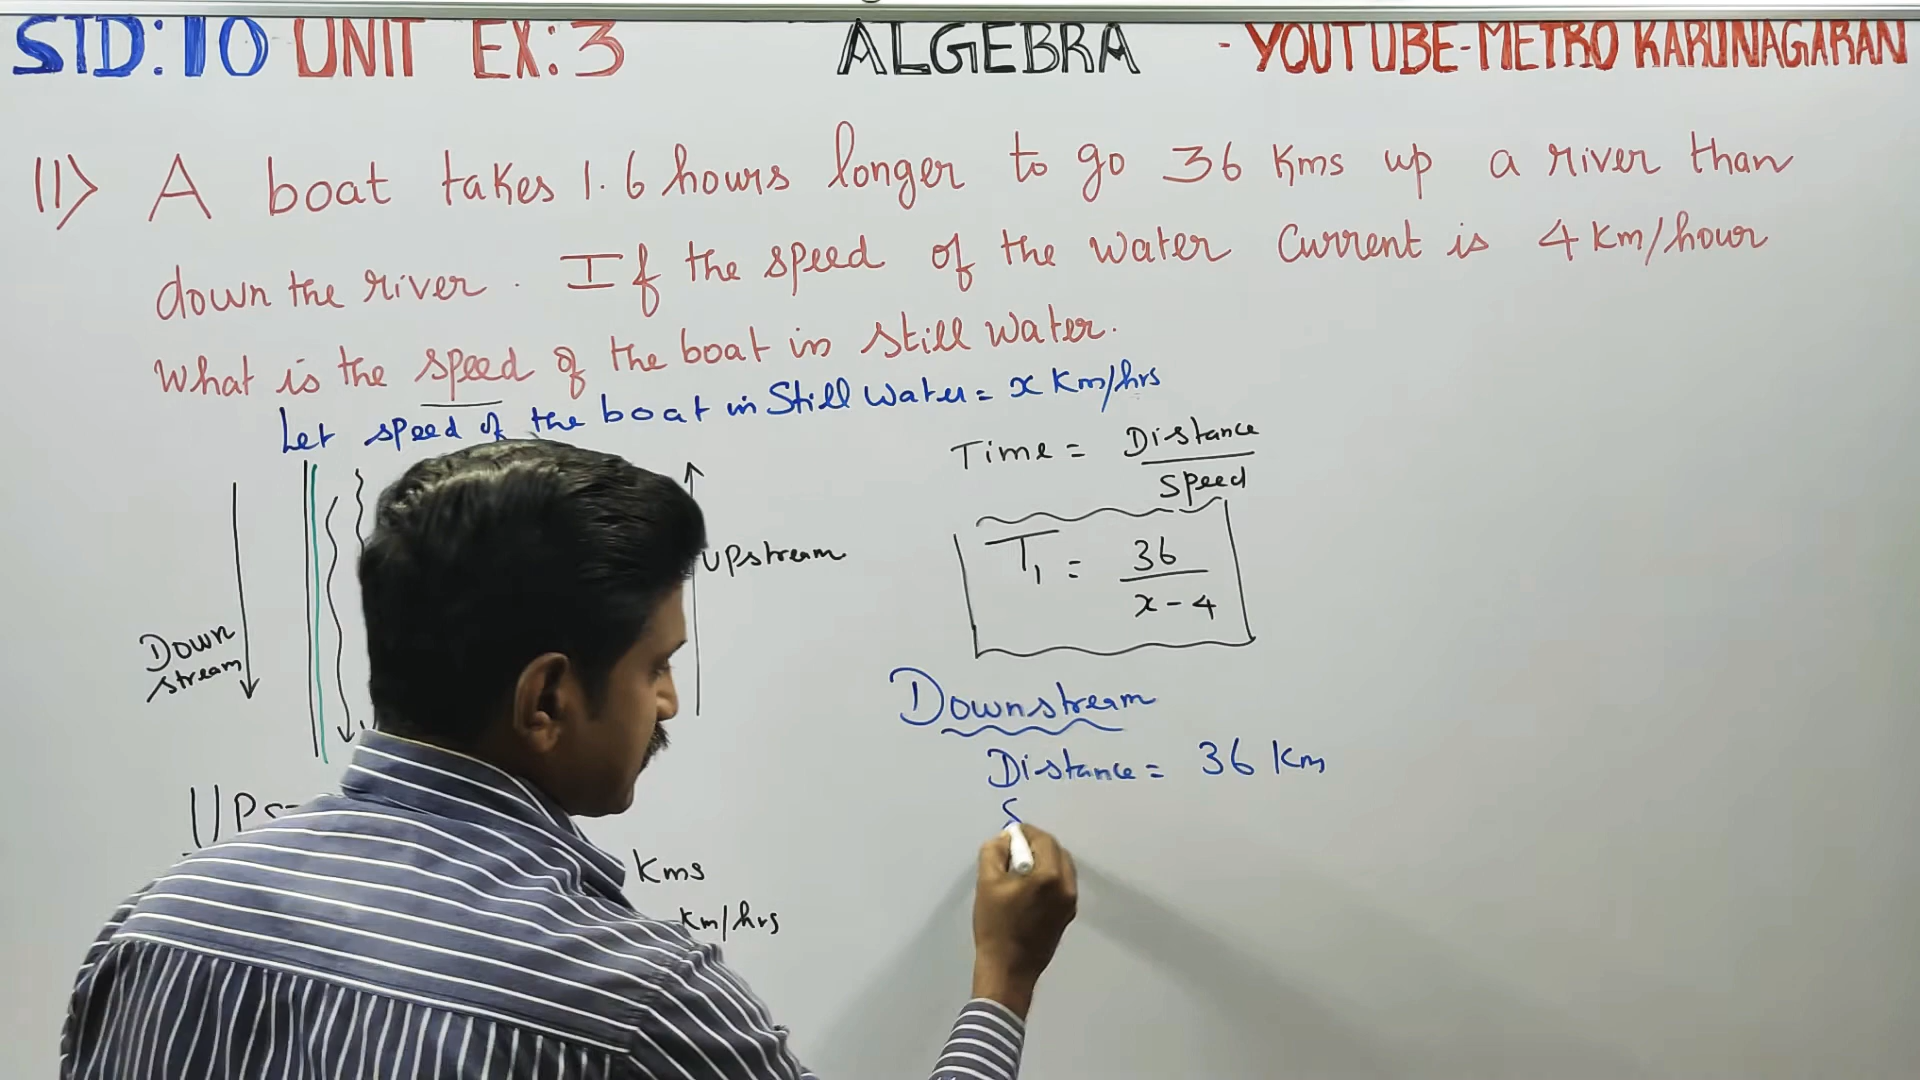 STD:10 UNIT EX:3 ALGEBRA - YOUTUBE-METRO KARUNAGARAN
11) A boat takes 1.6 hours longer to go 36 Kms up a river than
down the river. If the speed of the water current is 4 Km/hour
What is the speed of the boat in still water.
Let speed of the boat in Still Water = x Km/hrs
Time = Distance / Speed
Upstream
T₁ = 36 / x - 4
Down
stream
Downstream
Distance = 36 Km
S
Kms
Km/hrs